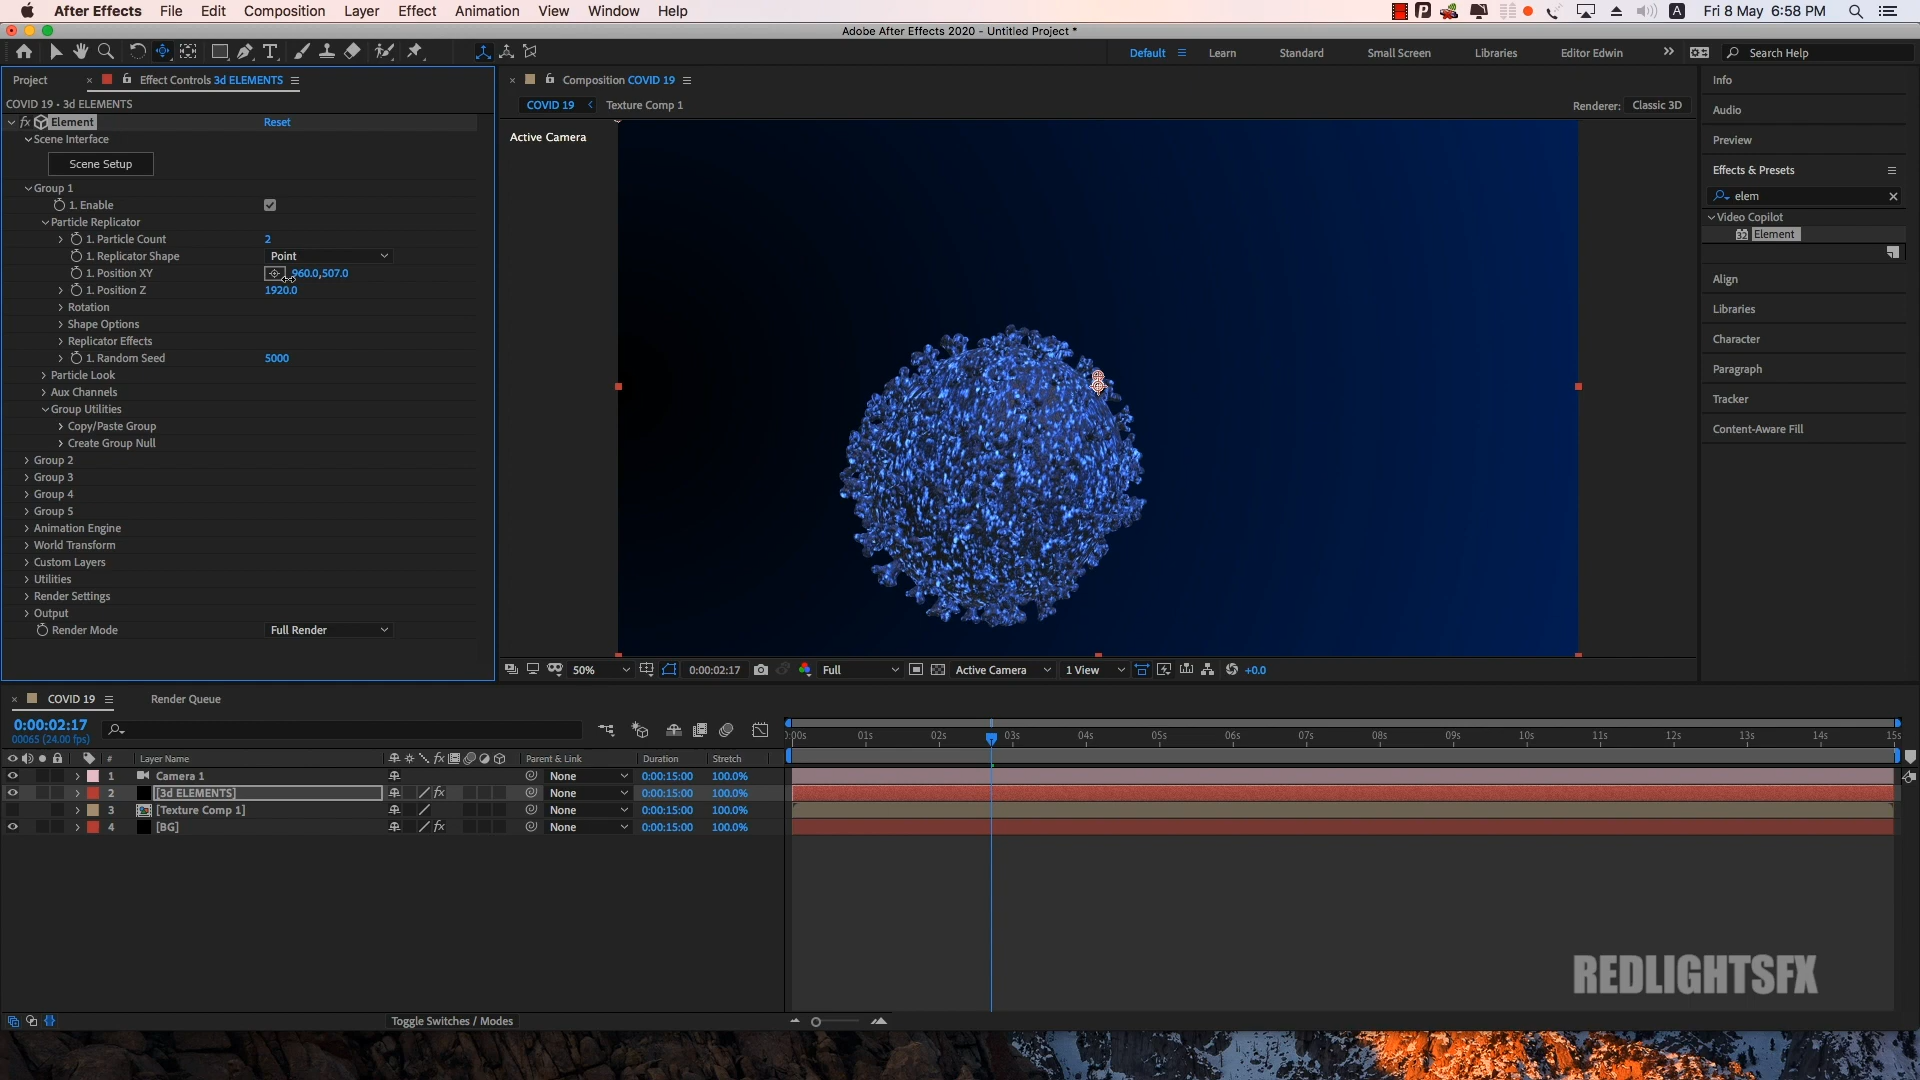 After Effects File Edit Composition Layer Effect Animation View Window Help A Fri 8 May 6:58 PM
Adobe After Effects 2020 - Untitled Project *
Default Learn Standard Small Screen Libraries Editor Edwin Search Help
Project Effect Controls 3d ELEMENTS
COVID 19 • 3d ELEMENTS
fx Element Reset
Scene Interface
Scene Setup
Group 1
1. Enable
Particle Replicator
1. Particle Count 2
1. Replicator Shape Point
1. Position XY 960.0,507.0
1. Position Z 1920.0
Rotation
Shape Options
Replicator Effects
1. Random Seed 5000
Particle Look
Aux Channels
Group Utilities
Copy/Paste Group
Create Group Null
Group 2
Group 3
Group 4
Group 5
Animation Engine
World Transform
Custom Layers
Utilities
Render Settings
Output
Render Mode Full Render
Composition COVID 19
COVID 19 Texture Comp 1 Renderer: Classic 3D
Active Camera
50% 0:00:02:17 Full Active Camera 1 View +0.0
Info
Audio
Preview
Effects & Presets
elem
Video Copilot
32 Element
Align
Libraries
Character
Paragraph
Tracker
Content-Aware Fill
COVID 19 Render Queue
0:00:02:17
00065 (24.00 fps)
# Layer Name fx Parent & Link Duration Stretch
:00s 01s 02s 03s 04s 05s 06s 07s 08s 09s 10s 11s 12s 13s 14s 15s
1 Camera 1 None 0:00:15:00 100.0%
2 [3d ELEMENTS] fx None 0:00:15:00 100.0%
3 [Texture Comp 1] None 0:00:15:00 100.0%
4 [BG] fx None 0:00:15:00 100.0%
REDLIGHTSFX
Toggle Switches / Modes